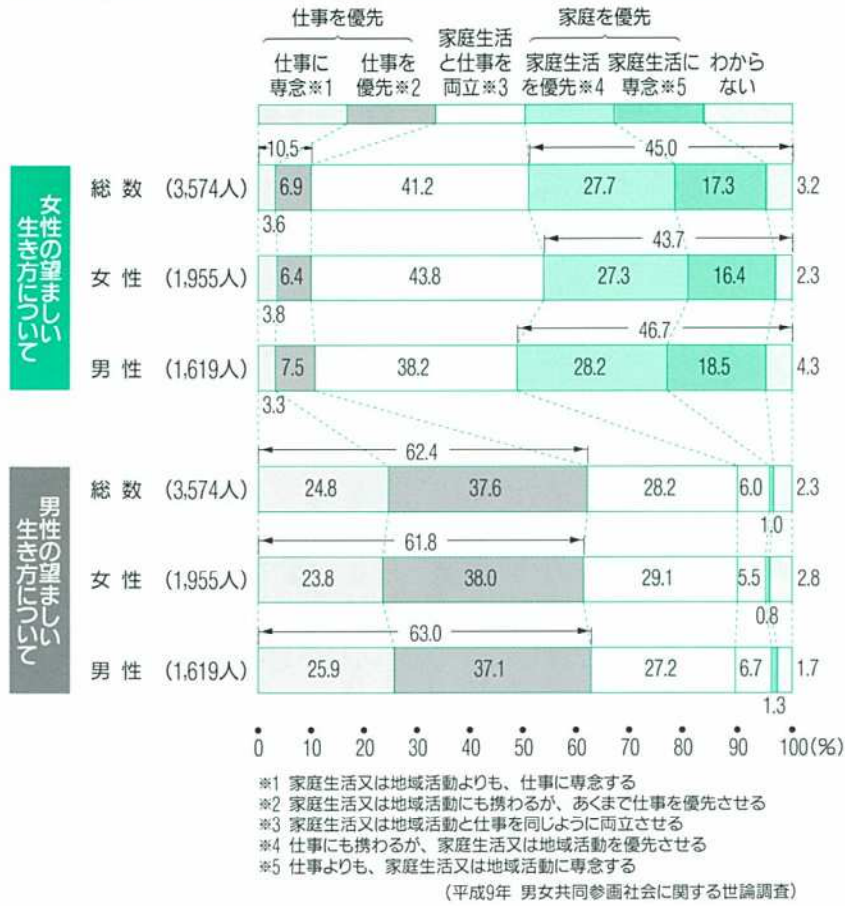 仕事を優先
家庭を優先
仕事に
専念※1
仕事を
優先※2
家庭生活
と仕事を
両立※3
家庭生活
を優先※4
家庭生活に
専念※5
わから
ない
女性の望ましい
生き方について
10.5
45.0
総数 (3,574人) 6.9 41.2 27.7 17.3 3.2
3.6
43.7
女性 (1,955人) 6.4 43.8 27.3 16.4 2.3
3.8
46.7
男性 (1,619人) 7.5 38.2 28.2 18.5 4.3
3.3
男性の望ましい
生き方について
62.4
総数 (3,574人) 24.8 37.6 28.2 6.0 2.3
1.0
61.8
女性 (1,955人) 23.8 38.0 29.1 5.5 2.8
0.8
63.0
男性 (1,619人) 25.9 37.1 27.2 6.7 1.7
1.3
0 10 20 30 40 50 60 70 80 90 100(%)
※1 家庭生活又は地域活動よりも、仕事に専念する
※2 家庭生活又は地域活動にも携わるが、あくまで仕事を優先させる
※3 家庭生活又は地域活動と仕事を同じように両立させる
※4 仕事にも携わるが、家庭生活又は地域活動を優先させる
※5 仕事よりも、家庭生活又は地域活動に専念する
(平成9年 男女共同参画社会に関する世論調査)